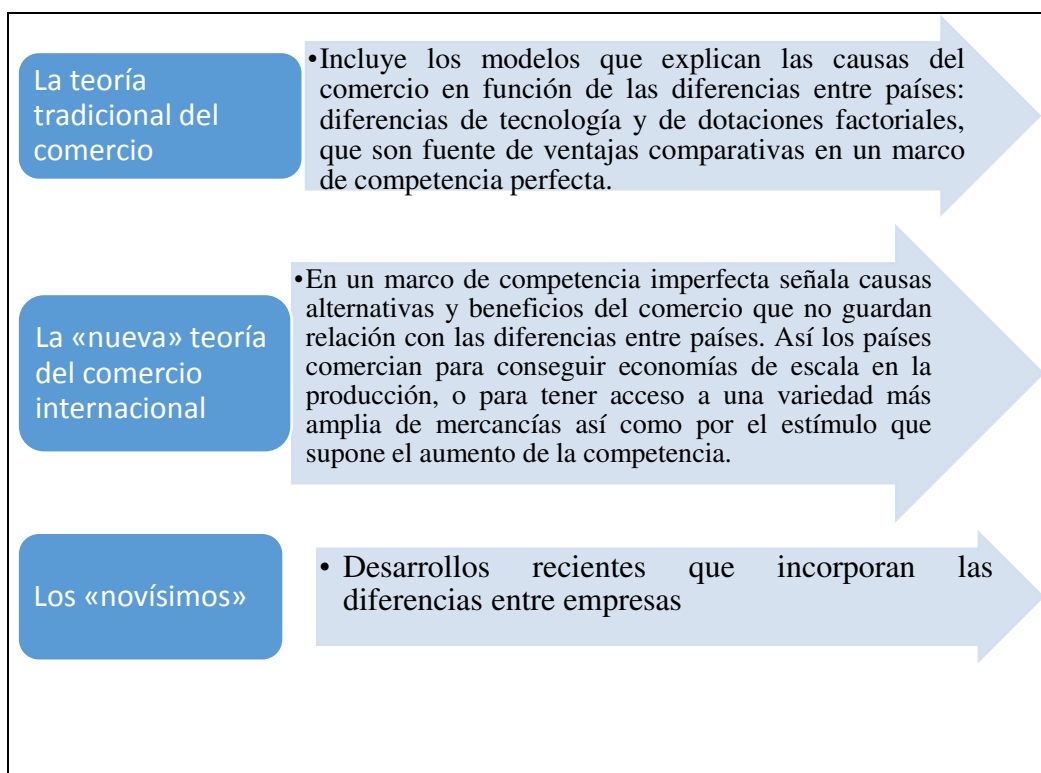 La teoría
tradicional del
comercio
•Incluye los modelos que explican las causas del
comercio en función de las diferencias entre países:
diferencias de tecnología y de dotaciones factoriales,
que son fuente de ventajas comparativas en un marco
de competencia perfecta.
La «nueva» teoría
del comercio
internacional
•En un marco de competencia imperfecta señala causas
alternativas y beneficios del comercio que no guardan
relación con las diferencias entre países. Así los países
comercian para conseguir economías de escala en la
producción, o para tener acceso a una variedad más
amplia de mercancías así como por el estímulo que
supone el aumento de la competencia.
Los «novísimos»
• Desarrollos recientes que incorporan las
diferencias entre empresas